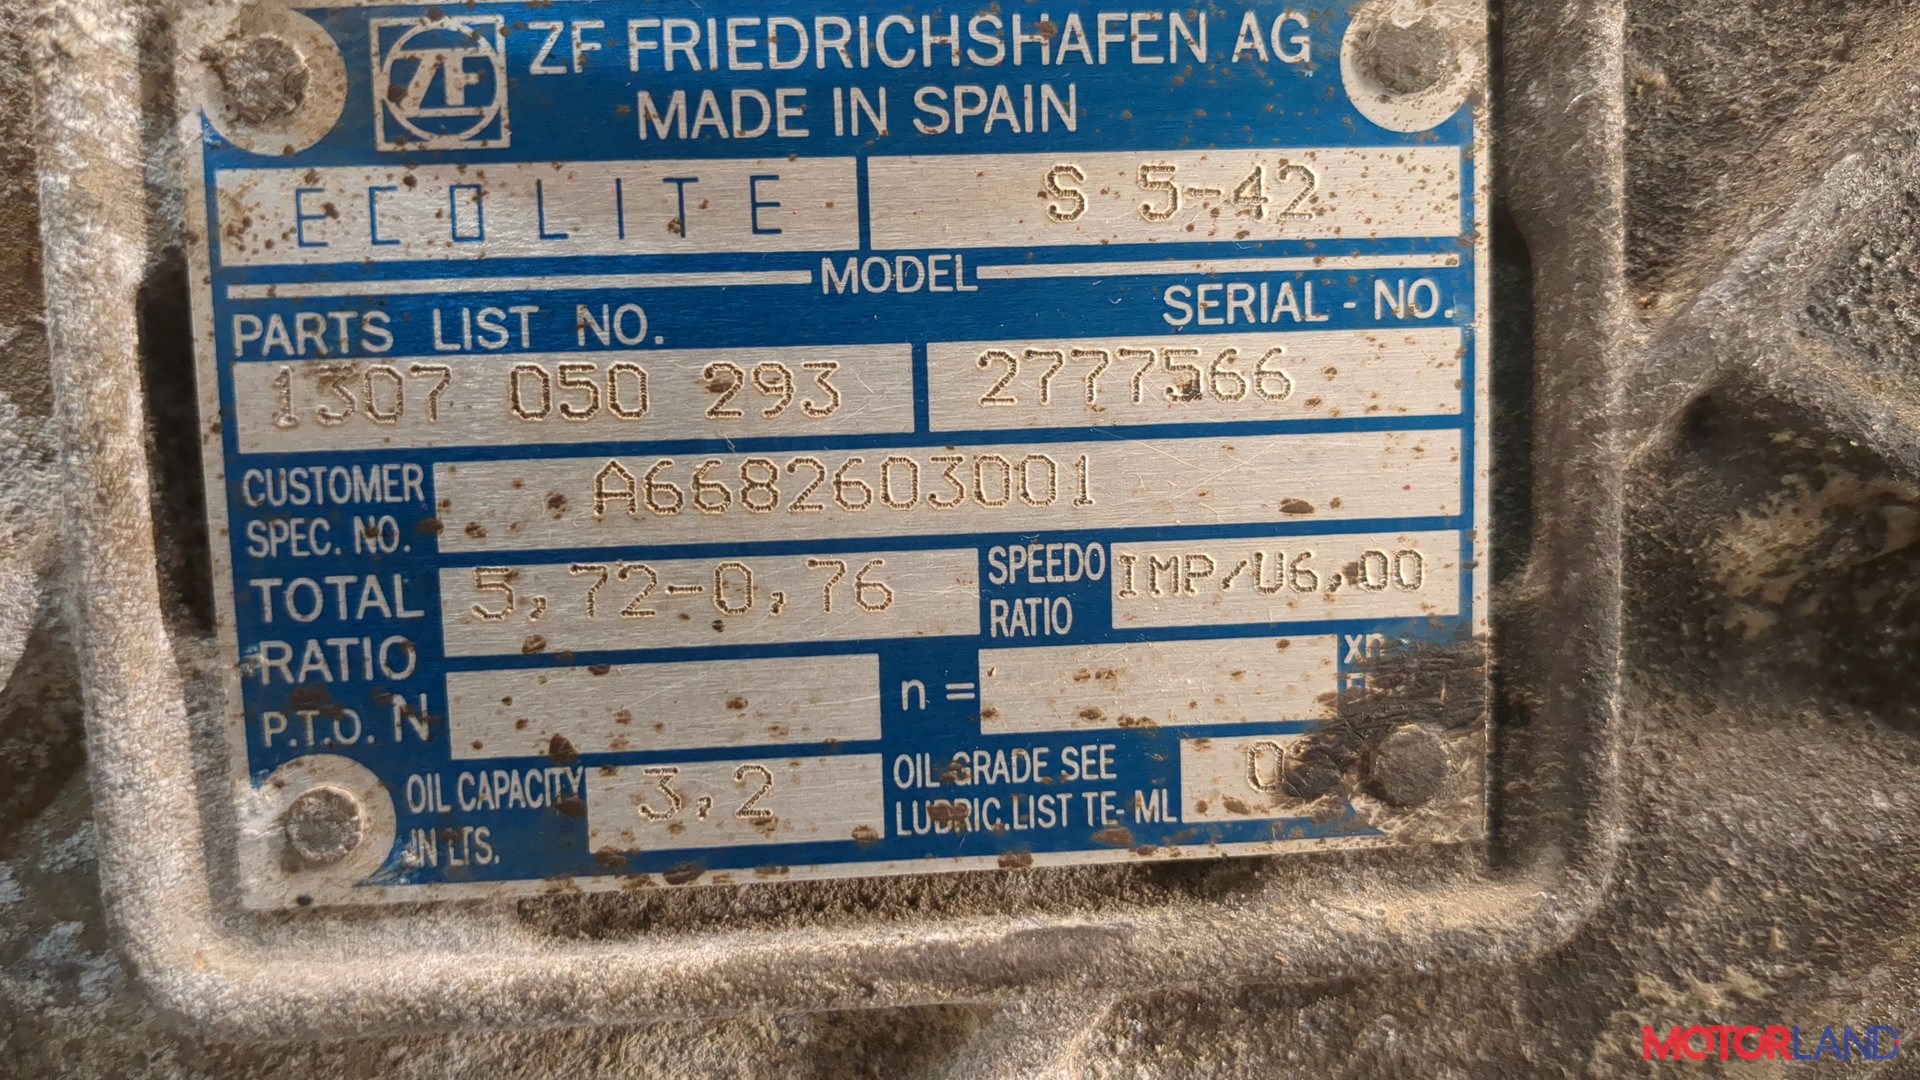 ZF ZF FRIEDRICHSHAFEN AG
MADE IN SPAIN
ECOLITE S 5-42
MODEL
PARTS LIST NO. SERIAL - NO.
1307 050 293 2777566
CUSTOMER SPEC. NO. A6682603001
TOTAL RATIO 5,72-0,76 SPEEDO RATIO IMP/U6,00
P.T.O. N n =
OIL CAPACITY IN LTS. 3,2 OIL GRADE SEE LUBRIC.LIST TE- ML
MOTORLAND